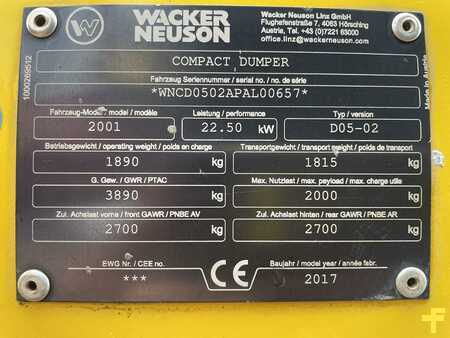 WACKER
NEUSON
Wacker Neuson Linz GmbH
Flughafenstr. 7, 4063 Hörsching
Austria, Tel. +43 (0)7221 63000
office.linz@wackerneuson.com
COMPACT DUMPER
Made in Austria
1000289512
Fahrzeug Seriennummer / serial no. / no. de série
*WNCD0502APAL00657*
Fahrzeug-Model / model / modèle
Leistung / performance
Typ / version
2001
22.50 kW
D05-02
Betriebsgewicht / operating weight / poids en charge
Transportgewicht / transport weight / poids de transport
1890 kg
1815 kg
G. Gew. / GWR / PTAC
Max. Nutzlast / max. payload / max. charge utile
3890 kg
2000 kg
Zul. Achslast vorne / front GAWR / PNBE AV
Zul. Achslast hinten / rear GAWR / PNBE AR
2700 kg
2700 kg
EWG Nr. / CEE no.
***
CE
Baujahr / model year / année fabr.
2017